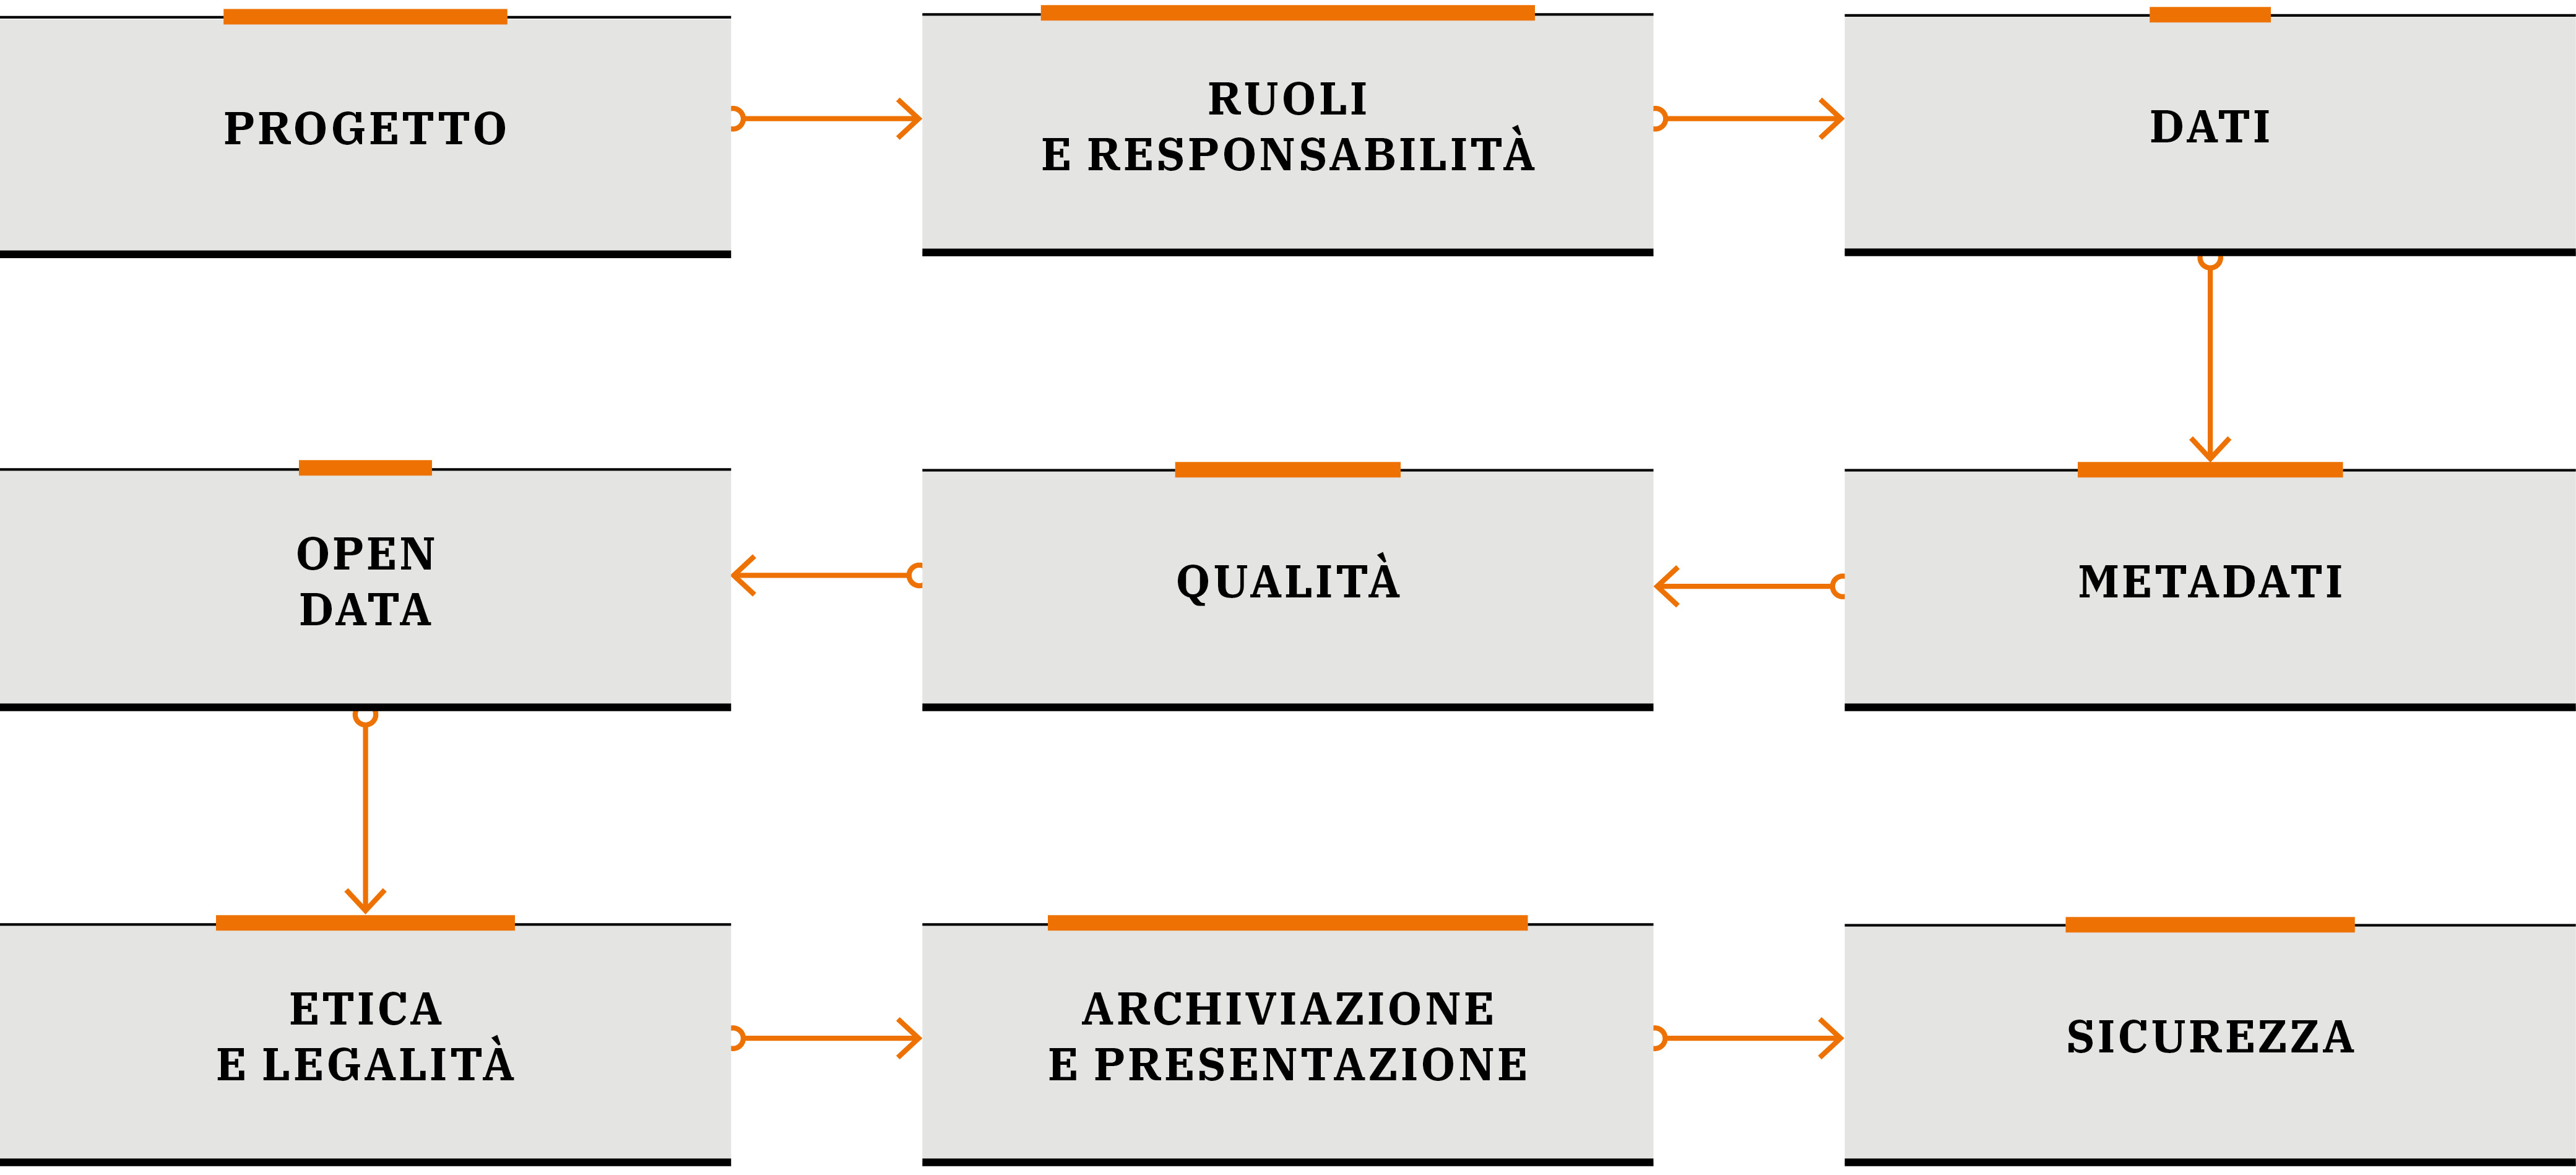 PROGETTO
RUOLI
E RESPONSABILITÀ
DATI
METADATI
QUALITÀ
OPEN
DATA
ETICA
E LEGALITÀ
ARCHIVIAZIONE
E PRESENTAZIONE
SICUREZZA